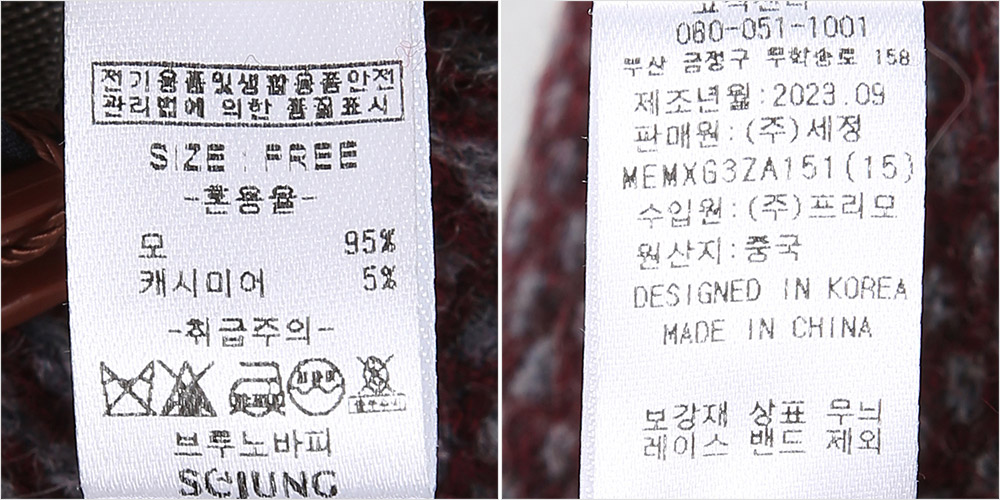 전기용품및생활용품안전
관리법에 의한 품질표시
SIZE : FREE
-혼용율-
모 95%
캐시미어 5%
-취급주의-
브루노바피
SEJUNG
080-051-1001
부산 금정구 무학송로 158
제조년월:2023.09
판매원:(주)세정
MEMXG3ZA151(15)
수입원:(주)프리모
원산지:중국
DESIGNED IN KOREA
MADE IN CHINA
보강재 상표 무늬
레이스 밴드 제외